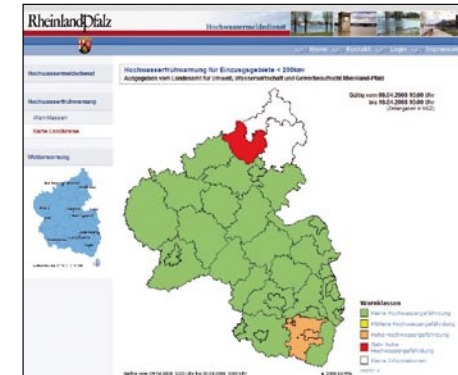 RheinlandPfalz
Hochwassermeldedienst
Home Kontakt Login Impressum
Hochwassermeldedienst
Hochwasserfrühwarnung
Warnklassen
Karte Landkreise
Wetterwarnung
Hochwasserfrühwarnung für Einzugsgebiete < 200km²
Ausgegeben vom Landesamt für Umwelt, Wasserwirtschaft und Gewerbeaufsicht Rheinland-Pfalz
Gültig vom 09.04.2008 10:00 Uhr
bis 10.04.2008 10:00 Uhr
Warnklassen
Keine Hochwassergefährdung
Mittlere Hochwassergefährdung
Hohe Hochwassergefährdung
Sehr hohe
Hochwassergefährdung
Keine Informationen